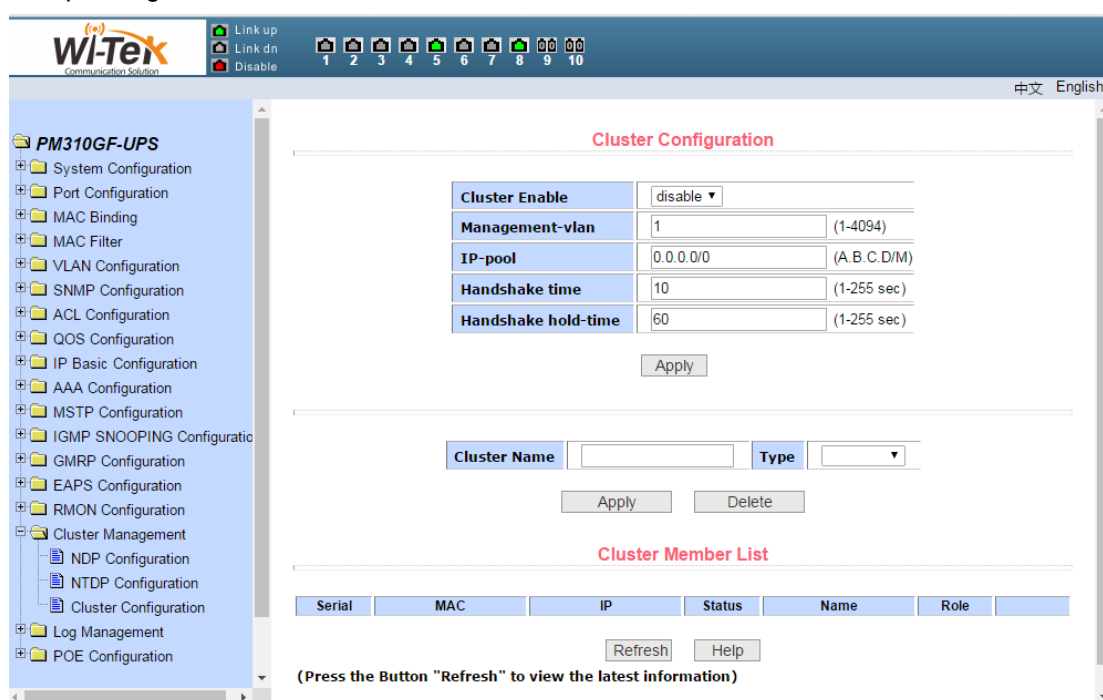 ((o))
Wi-Tek
Communication Solution
Link up
Link dn
Disable
1 2 3 4 5 6 7 8 9 10
中文 English
PM310GF-UPS
System Configuration
Port Configuration
MAC Binding
MAC Filter
VLAN Configuration
SNMP Configuration
ACL Configuration
QOS Configuration
IP Basic Configuration
AAA Configuration
MSTP Configuration
IGMP SNOOPING Configuratio
GMRP Configuration
EAPS Configuration
RMON Configuration
Cluster Management
NDP Configuration
NTDP Configuration
Cluster Configuration
Log Management
POE Configuration
Cluster Configuration
Cluster Enable disable
Management-vlan 1 (1-4094)
IP-pool 0.0.0.0/0 (A.B.C.D/M)
Handshake time 10 (1-255 sec)
Handshake hold-time 60 (1-255 sec)
Apply
Cluster Name Type
Apply Delete
Cluster Member List
Serial MAC IP Status Name Role
Refresh Help
(Press the Button "Refresh" to view the latest information)